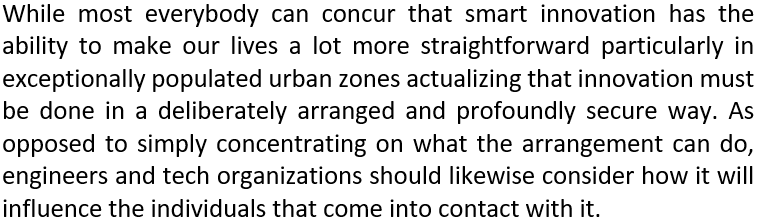 While most everybody can concur that smart innovation has the
ability to make our lives a lot more straightforward particularly in
exceptionally populated urban zones actualizing that innovation must
be done in a deliberately arranged and profoundly secure way. As
opposed to simply concentrating on what the arrangement can do,
engineers and tech organizations should likewise consider how it will
influence the individuals that come into contact with it.